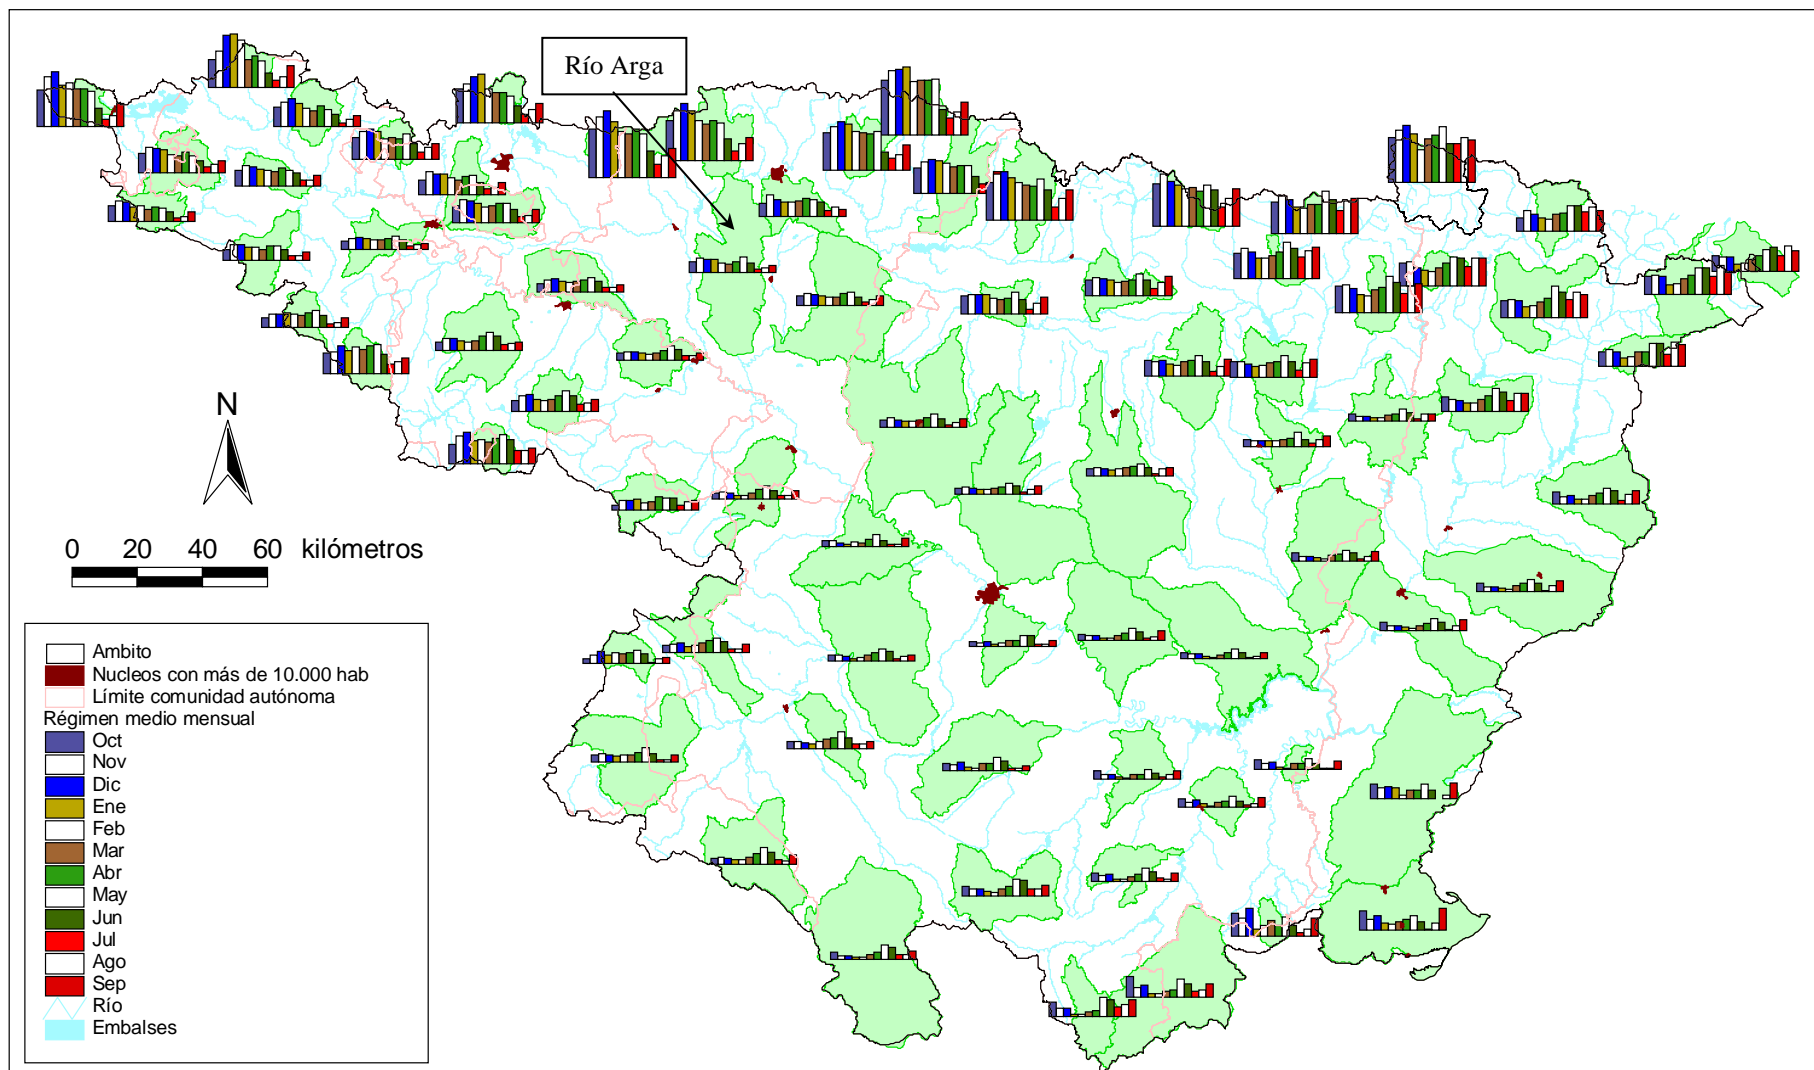 Río Arga
N
0 20 40 60 kilómetros
Ambito
Nucleos con más de 10.000 hab
Límite comunidad autónoma
Régimen medio mensual
Oct
Nov
Dic
Ene
Feb
Mar
Abr
May
Jun
Jul
Ago
Sep
Río
Embalses